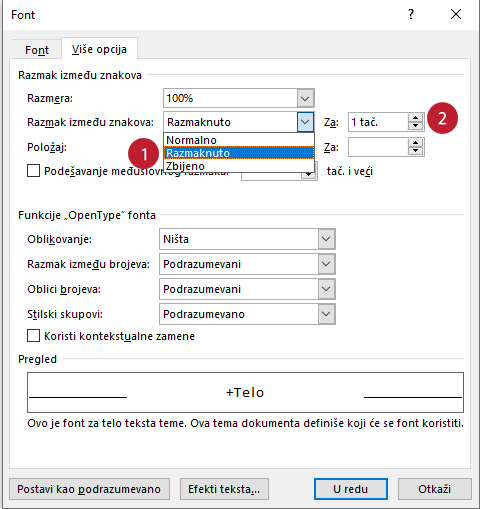 Font
? ×
Font Više opcija
Razmak između znakova
Razmera: 100%
Razmak između znakova: Razmaknuto Za: 1 tač. 2
Normalno
Položaj: 1 Razmaknuto Za:
Zbijeno
Podešavanje međuslovnog razmaka: tač. i veći
Funkcije „OpenType“ fonta
Oblikovanje: Ništa
Razmak između brojeva: Podrazumevani
Oblici brojeva: Podrazumevani
Stilski skupovi: Podrazumevano
Koristi kontekstualne zamene
Pregled
+Telo
Ovo je font za telo teksta teme. Ova tema dokumenta definiše koji će se font koristiti.
Postavi kao podrazumevano Efekti teksta... U redu Otkaži